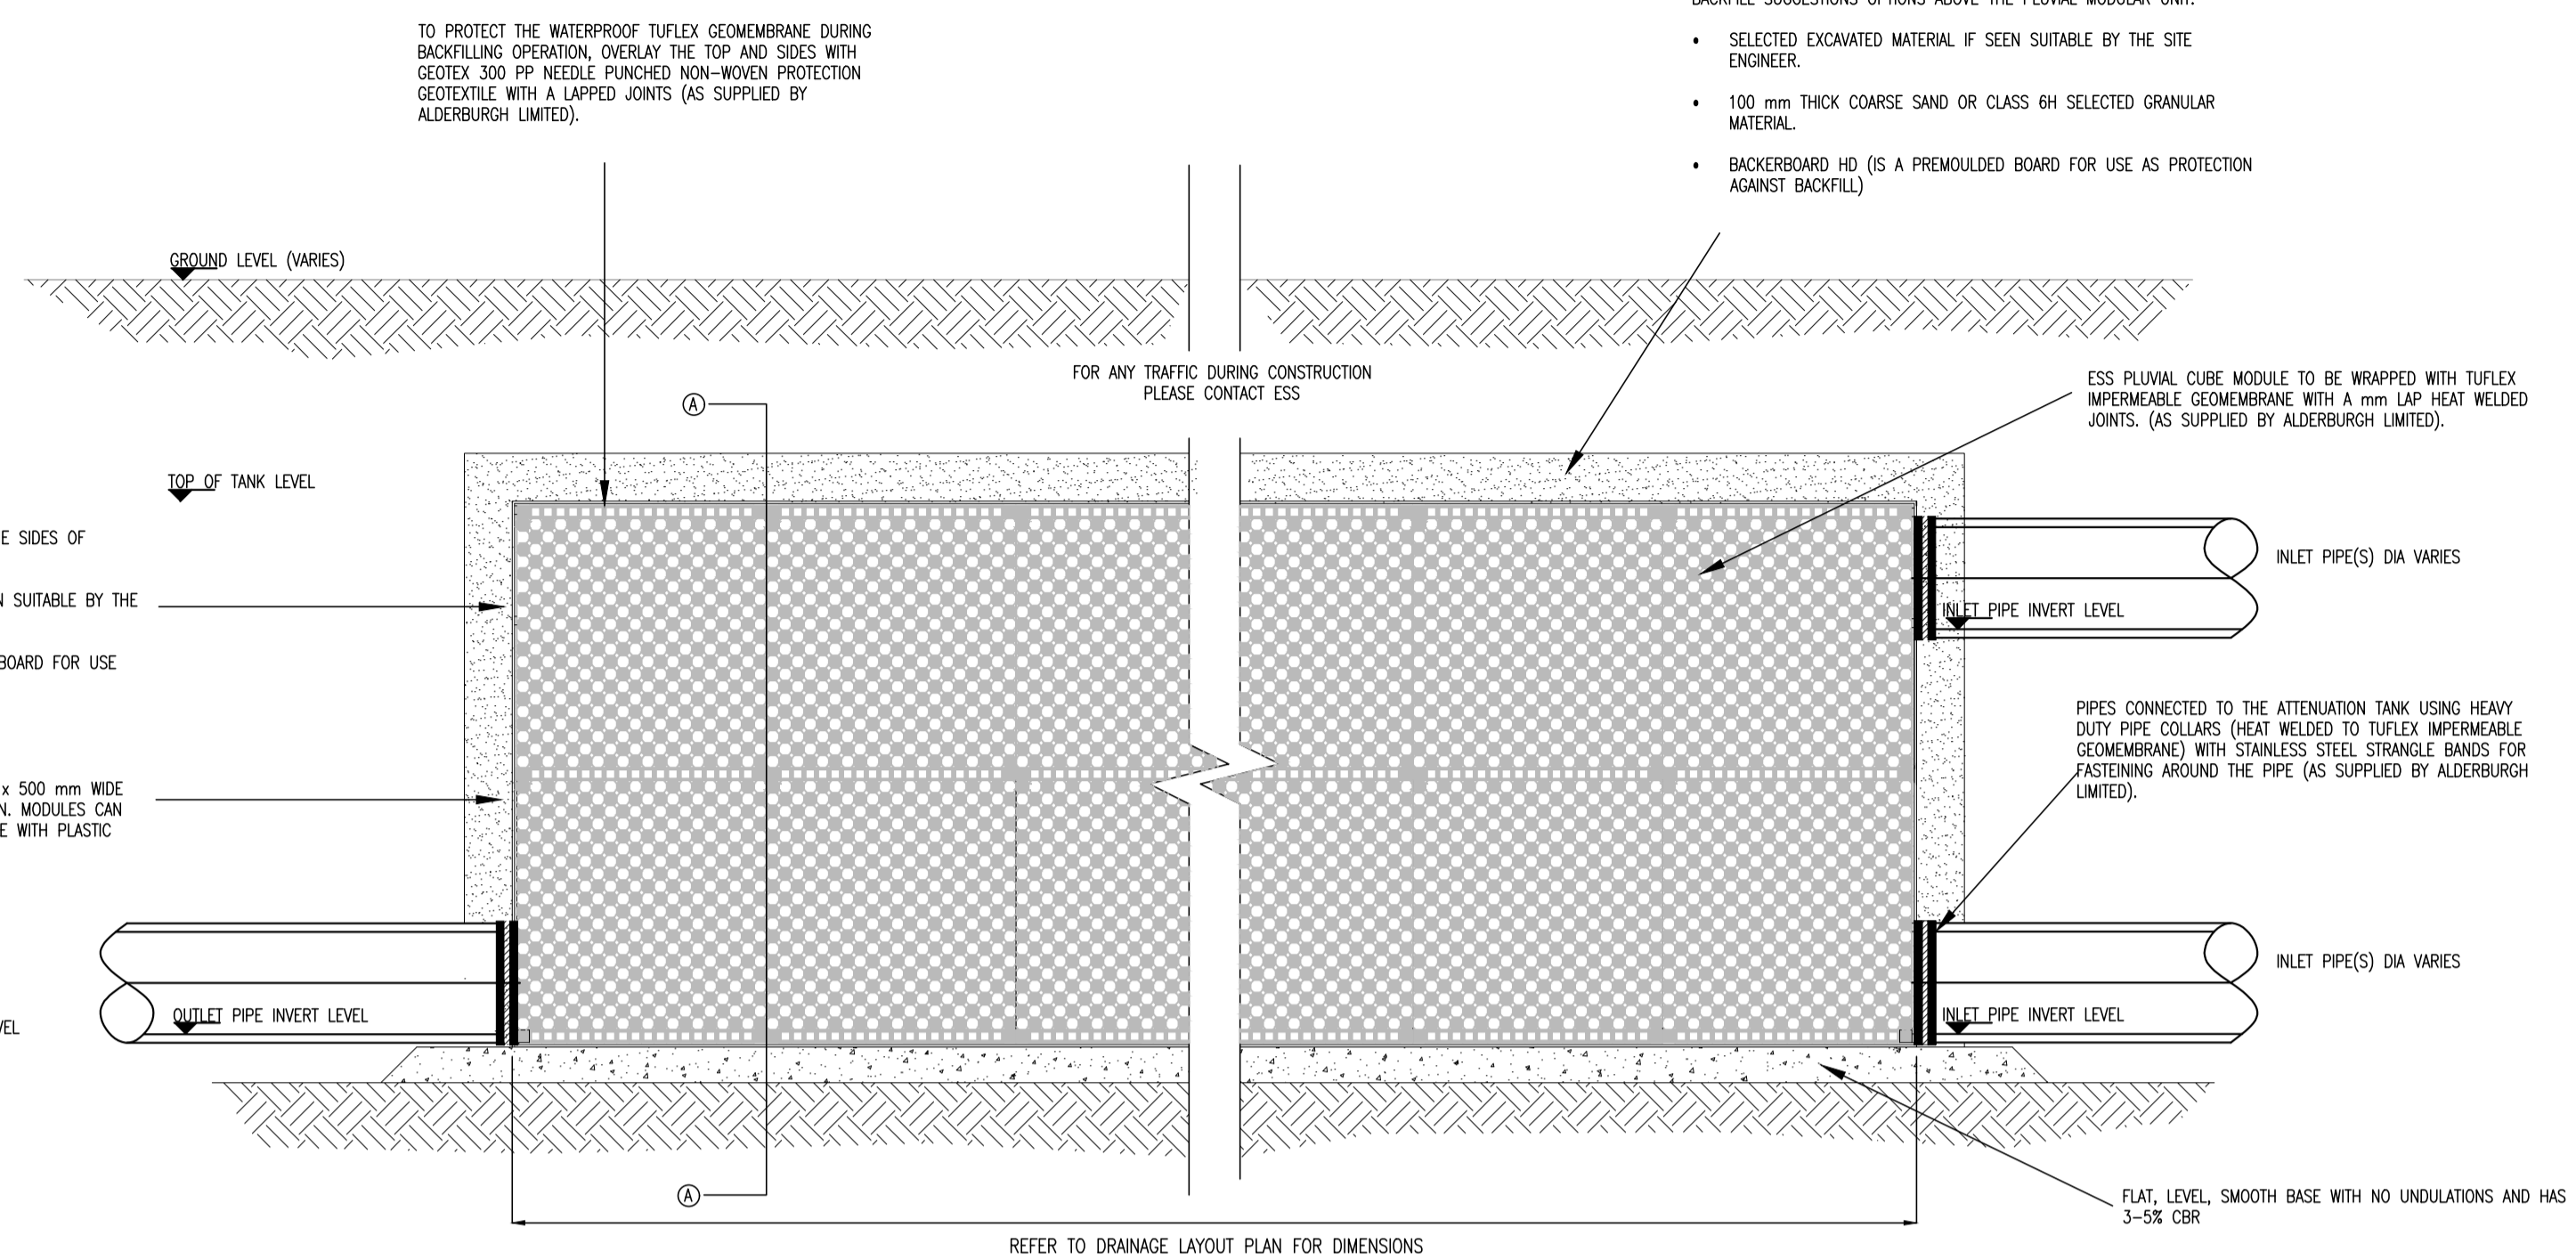 BACKFILL SUGGESTIONS OPTIONS ABOVE THE PLUVIAL MODULAR UNIT.
• SELECTED EXCAVATED MATERIAL IF SEEN SUITABLE BY THE SITE
ENGINEER.
• 100 mm THICK COARSE SAND OR CLASS 6H SELECTED GRANULAR
MATERIAL.
• BACKERBOARD HD (IS A PREMOULDED BOARD FOR USE AS PROTECTION
AGAINST BACKFILL)
TO PROTECT THE WATERPROOF TUFLEX GEOMEMBRANE DURING
BACKFILLING OPERATION, OVERLAY THE TOP AND SIDES WITH
GEOTEX 300 PP NEEDLE PUNCHED NON-WOVEN PROTECTION
GEOTEXTILE WITH A LAPPED JOINTS (AS SUPPLIED BY
ALDERBURGH LIMITED).
GROUND LEVEL (VARIES)
FOR ANY TRAFFIC DURING CONSTRUCTION
PLEASE CONTACT ESS
A
ESS PLUVIAL CUBE MODULE TO BE WRAPPED WITH TUFLEX
IMPERMEABLE GEOMEMBRANE WITH A mm LAP HEAT WELDED
JOINTS. (AS SUPPLIED BY ALDERBURGH LIMITED).
TOP OF TANK LEVEL
E SIDES OF
N SUITABLE BY THE
BOARD FOR USE
x 500 mm WIDE
N. MODULES CAN
E WITH PLASTIC
INLET PIPE(S) DIA VARIES
INLET PIPE INVERT LEVEL
PIPES CONNECTED TO THE ATTENUATION TANK USING HEAVY
DUTY PIPE COLLARS (HEAT WELDED TO TUFLEX IMPERMEABLE
GEOMEMBRANE) WITH STAINLESS STEEL STRANGLE BANDS FOR
FASTEINING AROUND THE PIPE (AS SUPPLIED BY ALDERBURGH
LIMITED).
INLET PIPE(S) DIA VARIES
OUTLET PIPE INVERT LEVEL
INLET PIPE INVERT LEVEL
VEL
A
FLAT, LEVEL, SMOOTH BASE WITH NO UNDULATIONS AND HAS
3-5% CBR
REFER TO DRAINAGE LAYOUT PLAN FOR DIMENSIONS